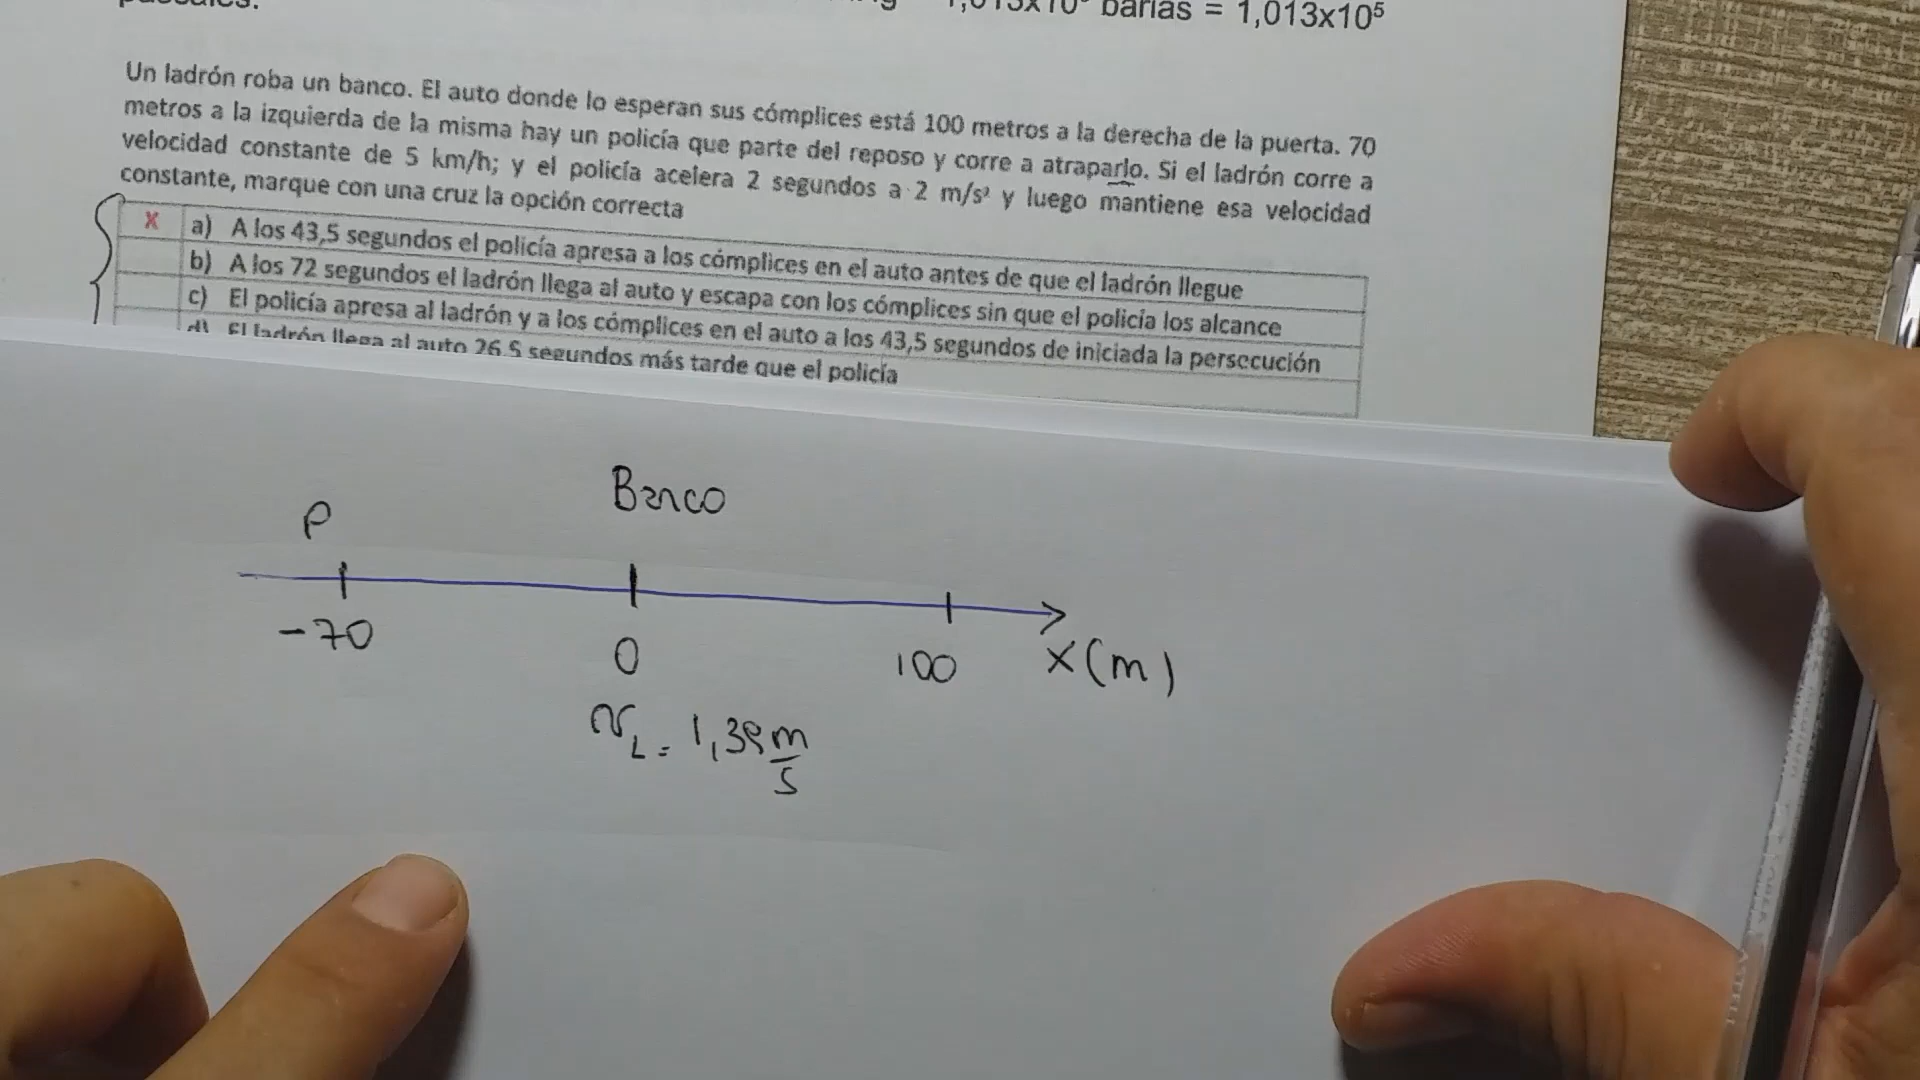 barias = 1,013x10⁵
Un ladrón roba un banco. El auto donde lo esperan sus cómplices está 100 metros a la derecha de la puerta. 70
metros a la izquierda de la misma hay un policía que parte del reposo y corre a atraparlo. Si el ladrón corre a
velocidad constante de 5 km/h; y el policía acelera 2 segundos a 2 m/s² y luego mantiene esa velocidad
constante, marque con una cruz la opción correcta
X a) A los 43,5 segundos el policía apresa a los cómplices en el auto antes de que el ladrón llegue
b) A los 72 segundos el ladrón llega al auto y escapa con los cómplices sin que el policía los alcance
c) El policía apresa al ladrón y a los cómplices en el auto a los 43,5 segundos de iniciada la persecución
d) El ladrón llega al auto 26,5 segundos más tarde que el policía
Banco
P
-70
0
100
X(m)
v_L = 1,39 m/s